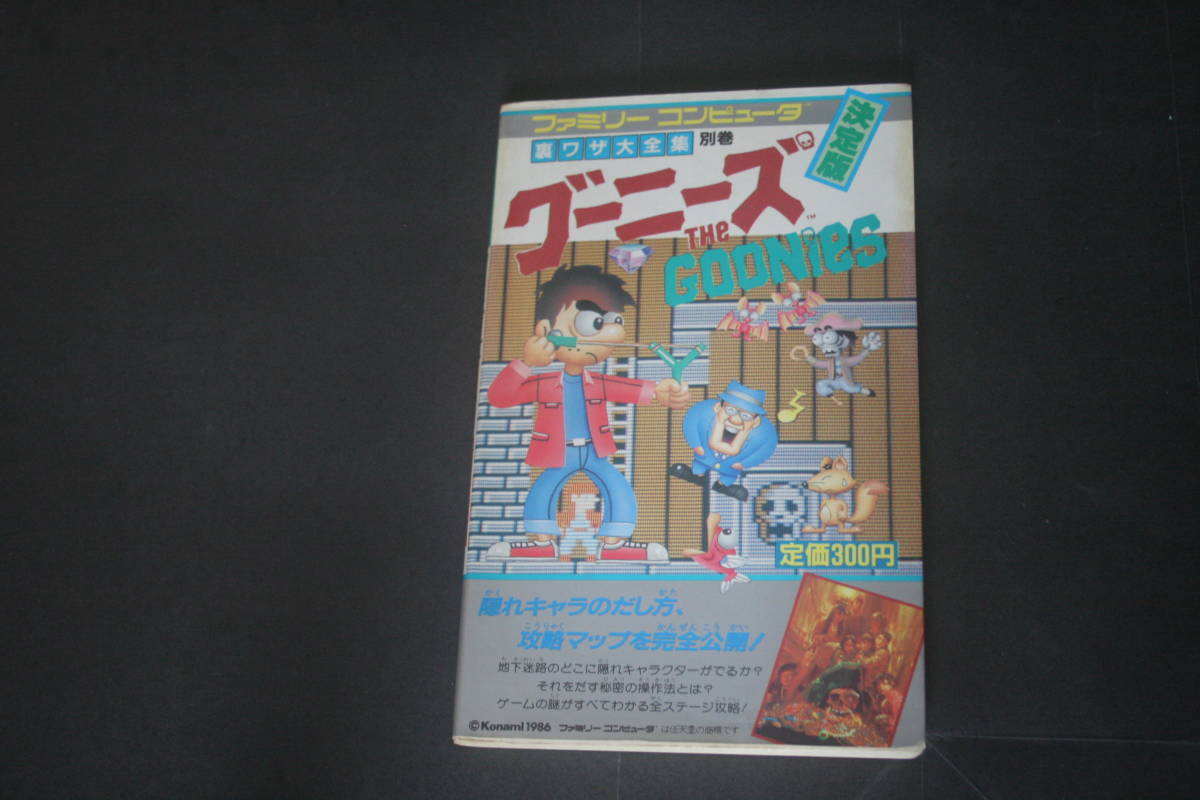 ファミリー コンピュータ™
裏ワザ大全集 別巻
決定版
グーニーズ
THe GOONieS™
定価300円
隠れキャラのだし方、
攻略マップを完全公開!
地下迷路のどこに隠れキャラクターがでるか?
それをだす秘密の操作法とは?
ゲームの謎がすべてわかる全ステージ攻略!
©Konami 1986 ファミリー コンピュータ™は任天堂の商標です